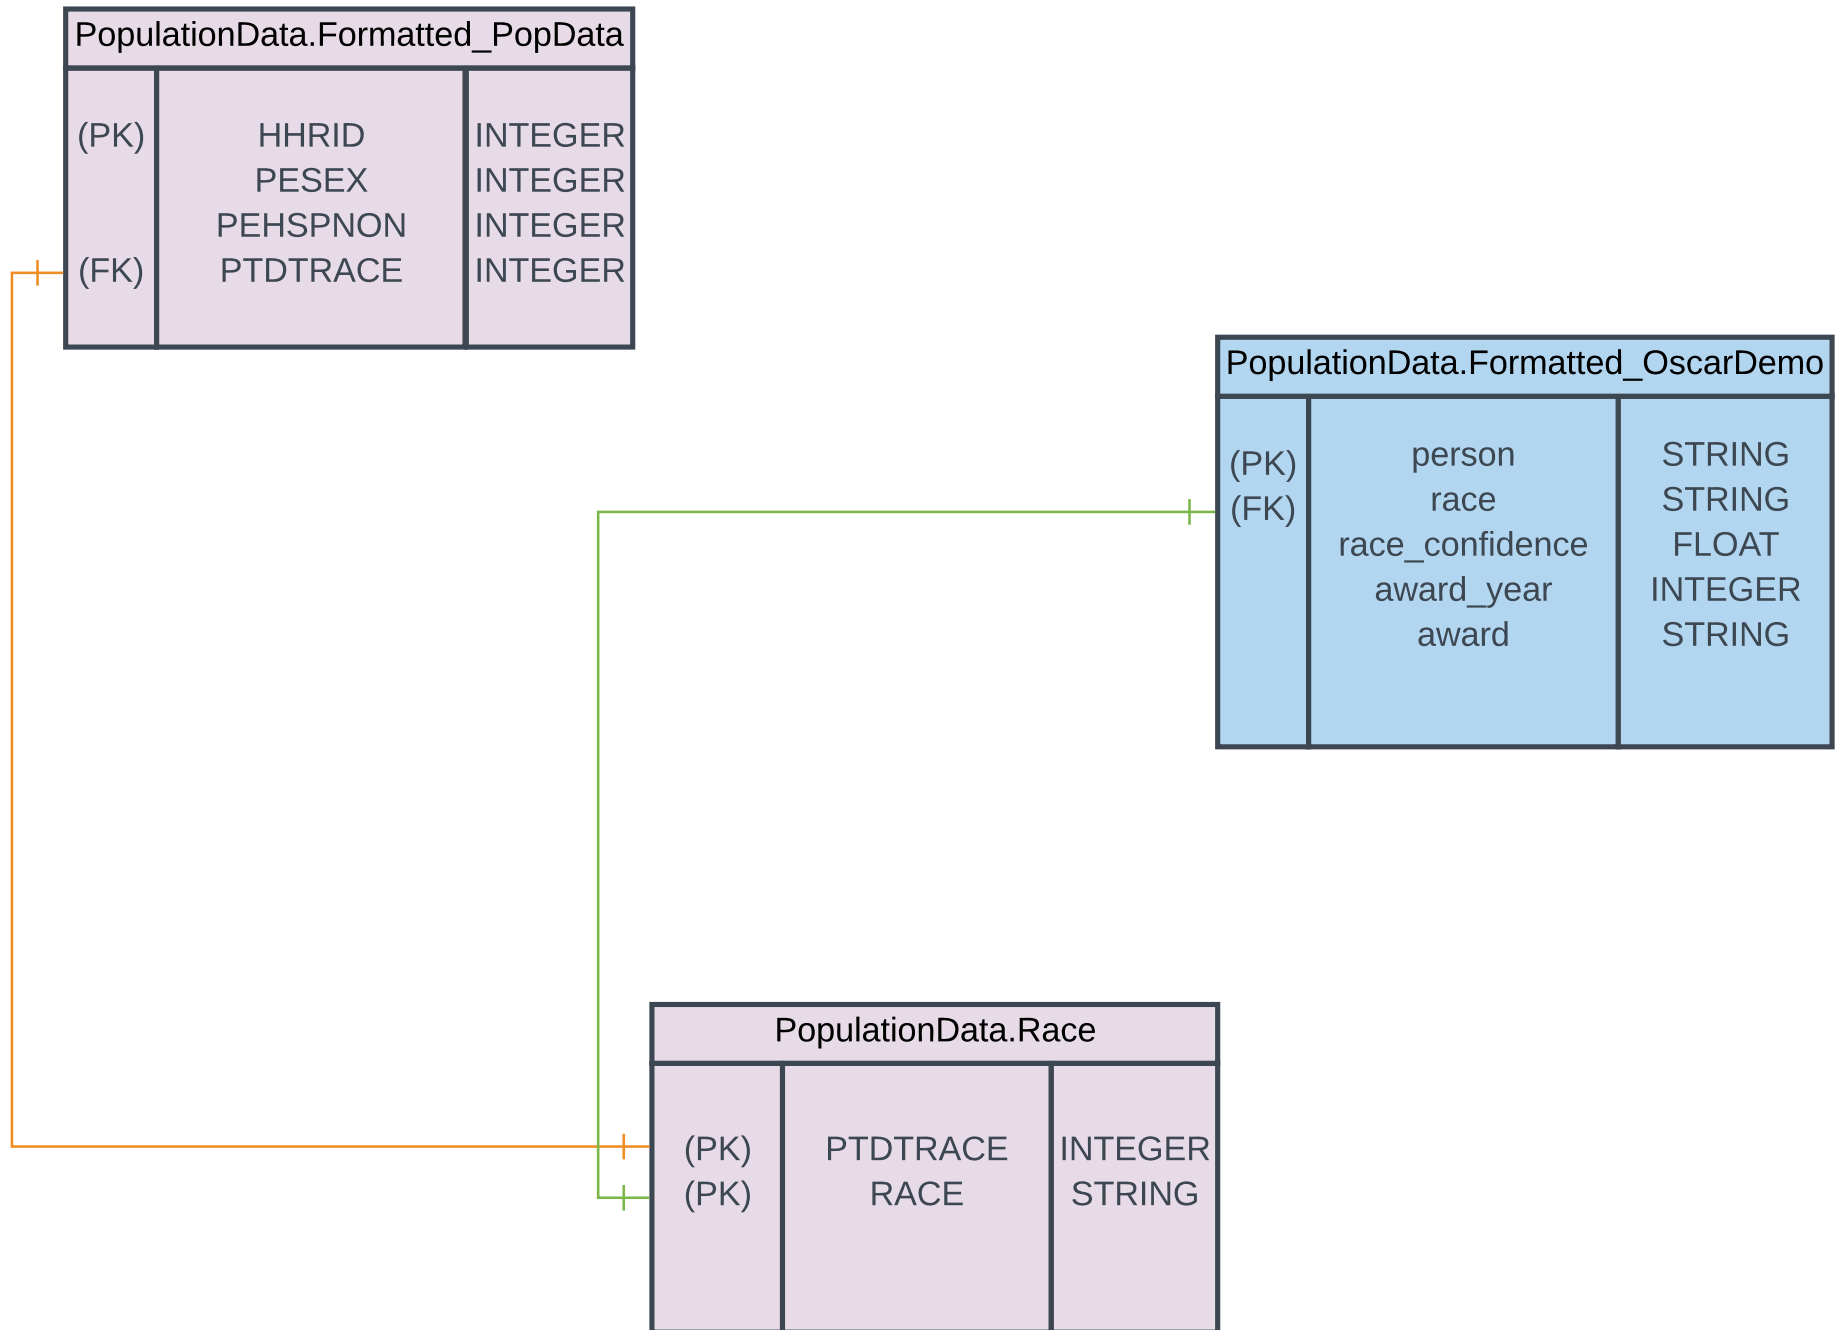 PopulationData.Formatted_PopData
(PK) HHRID INTEGER
PESEX INTEGER
PEHSPNON INTEGER
(FK) PTDTRACE INTEGER
PopulationData.Formatted_OscarDemo
(PK) person STRING
(FK) race STRING
race_confidence FLOAT
award_year INTEGER
award STRING
PopulationData.Race
(PK) PTDTRACE INTEGER
(PK) RACE STRING